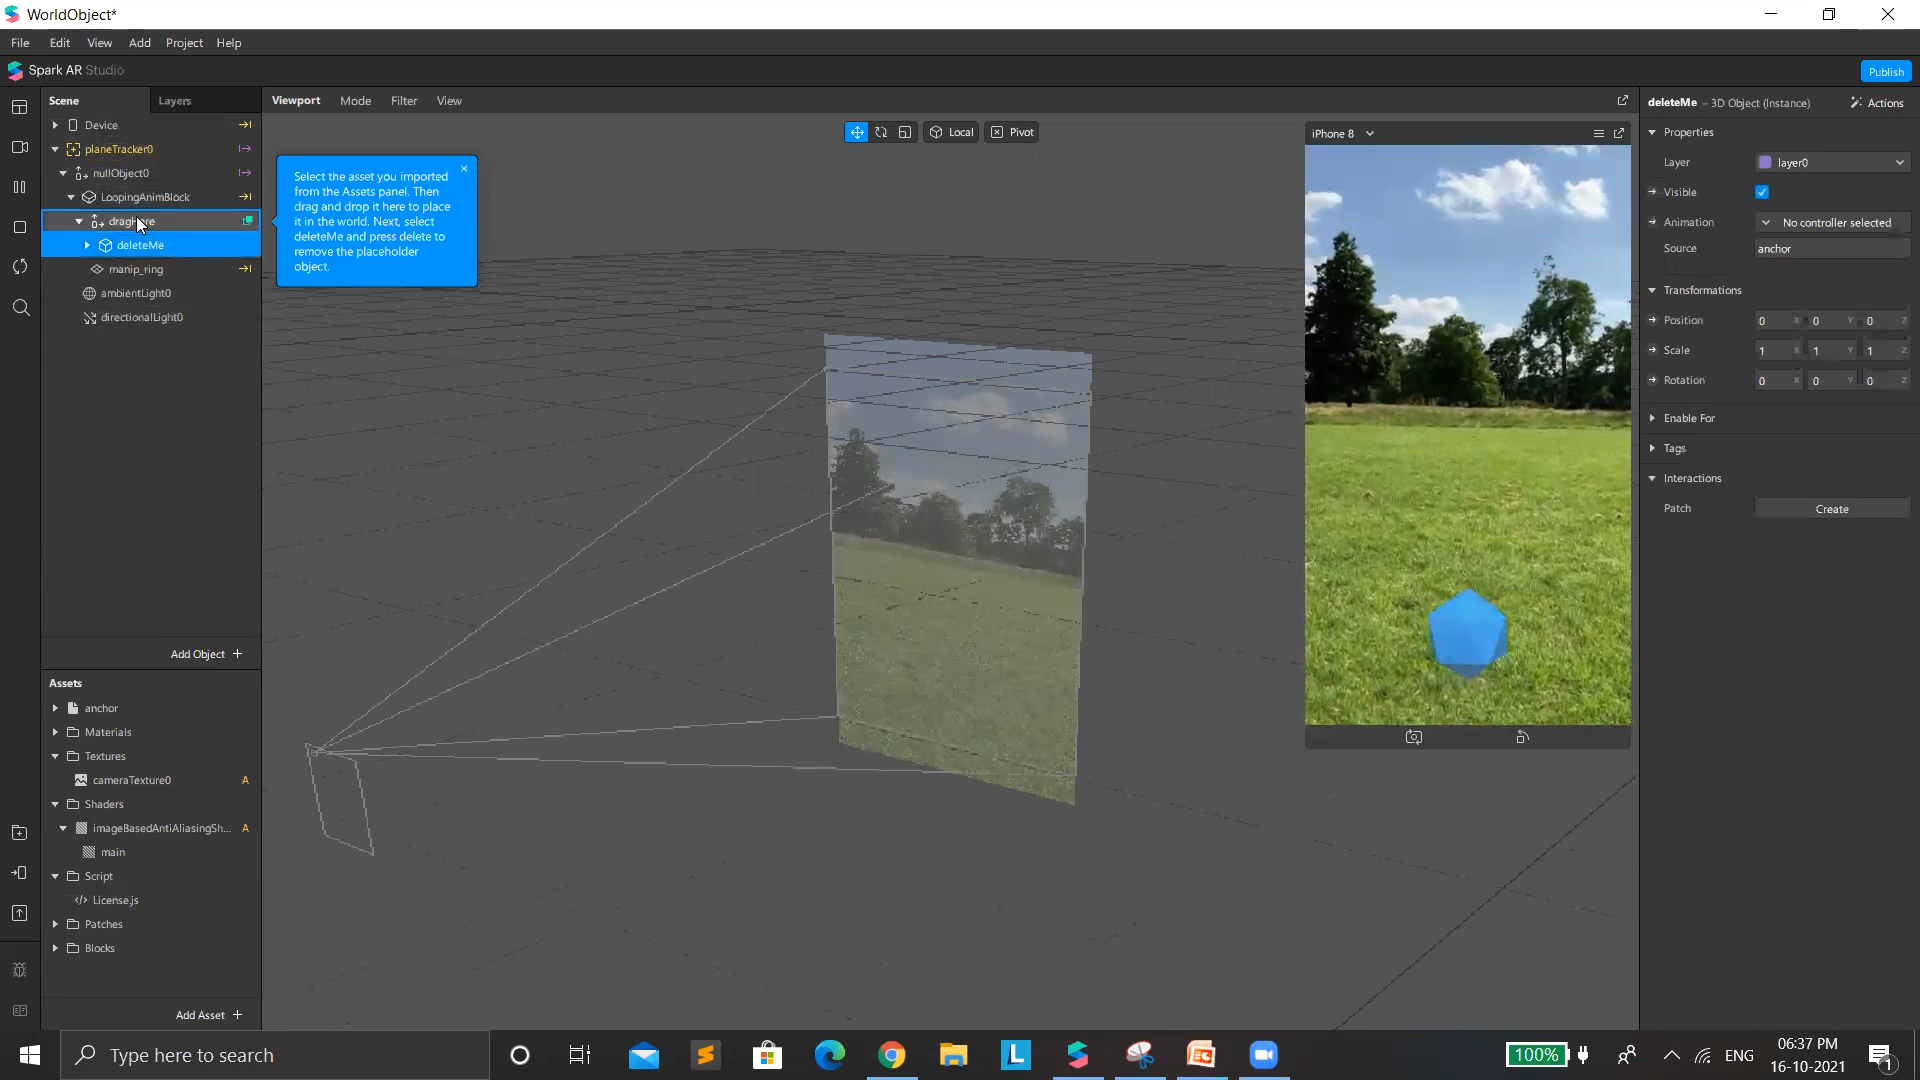 WorldObject*
File Edit View Add Project Help
Spark AR Studio
Publish
Scene Layers
Device
planeTracker0
nullObject0
LoopingAnimBlock
dragHere
deleteMe
manip_ring
ambientLight0
directionalLight0
Add Object +
Assets
anchor
Materials
Textures
cameraTexture0 A
Shaders
imageBasedAntiAliasingSh... A
main
Script
License.js
Patches
Blocks
Add Asset +
Viewport Mode Filter View
Local Pivot
Select the asset you imported
from the Assets panel. Then
drag and drop it here to place
it in the world. Next, select
deleteMe and press delete to
remove the placeholder
object.
iPhone 8
deleteMe – 3D Object (Instance) Actions
Properties
Layer layer0
Visible
Animation No controller selected
Source anchor
Transformations
Position 0 X 0 Y 0 Z
Scale 1 X 1 Y 1 Z
Rotation 0 X 0 Y 0 Z
Enable For
Tags
Interactions
Patch Create
Type here to search
L
100%
ENG
06:37 PM
16-10-2021
1